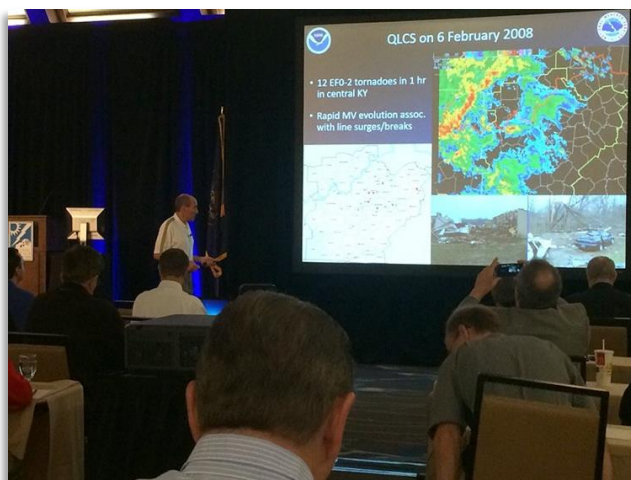 QLCS on 6 February 2008
• 12 EF0-2 tornadoes in 1 hr
in central KY
• Rapid MV evolution assoc.
with line surges/breaks